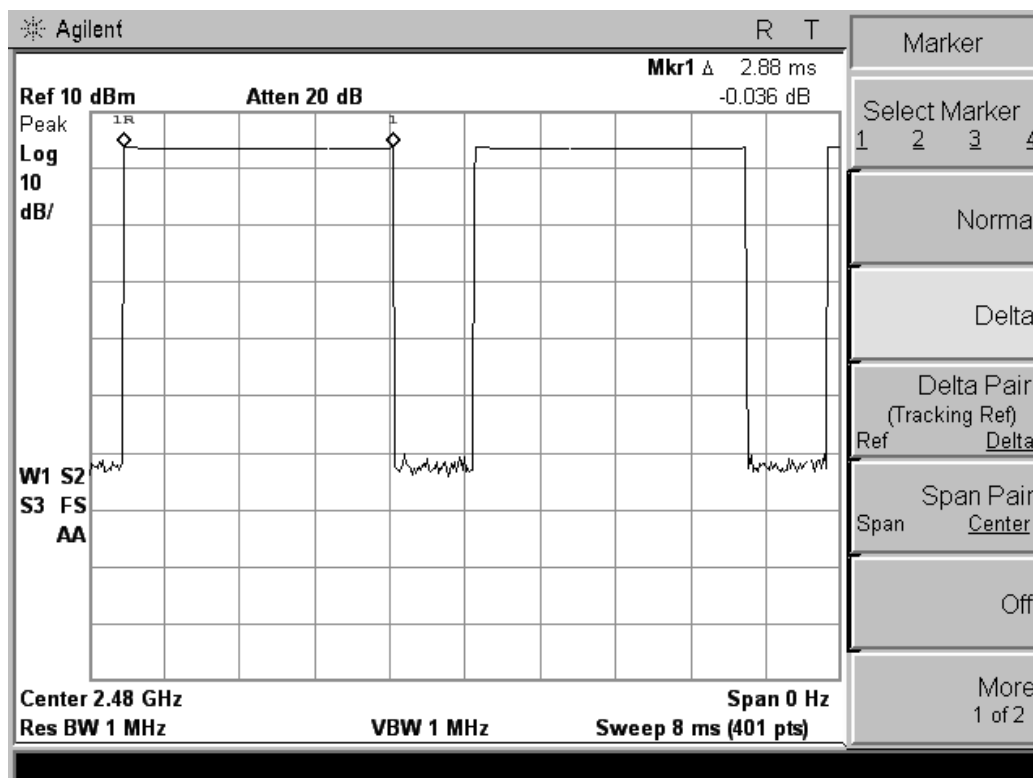 Agilent R T
Mkr1 Δ 2.88 ms
Ref 10 dBm Atten 20 dB -0.036 dB
Peak
Log
10
dB/
1R 1
W1 S2
S3 FS
AA
Center 2.48 GHz Span 0 Hz
Res BW 1 MHz VBW 1 MHz Sweep 8 ms (401 pts)
Marker
Select Marker
1 2 3 4
Norma
Delta
Delta Pair
(Tracking Ref)
Ref Delta
Span Pair
Span Center
Off
More
1 of 2